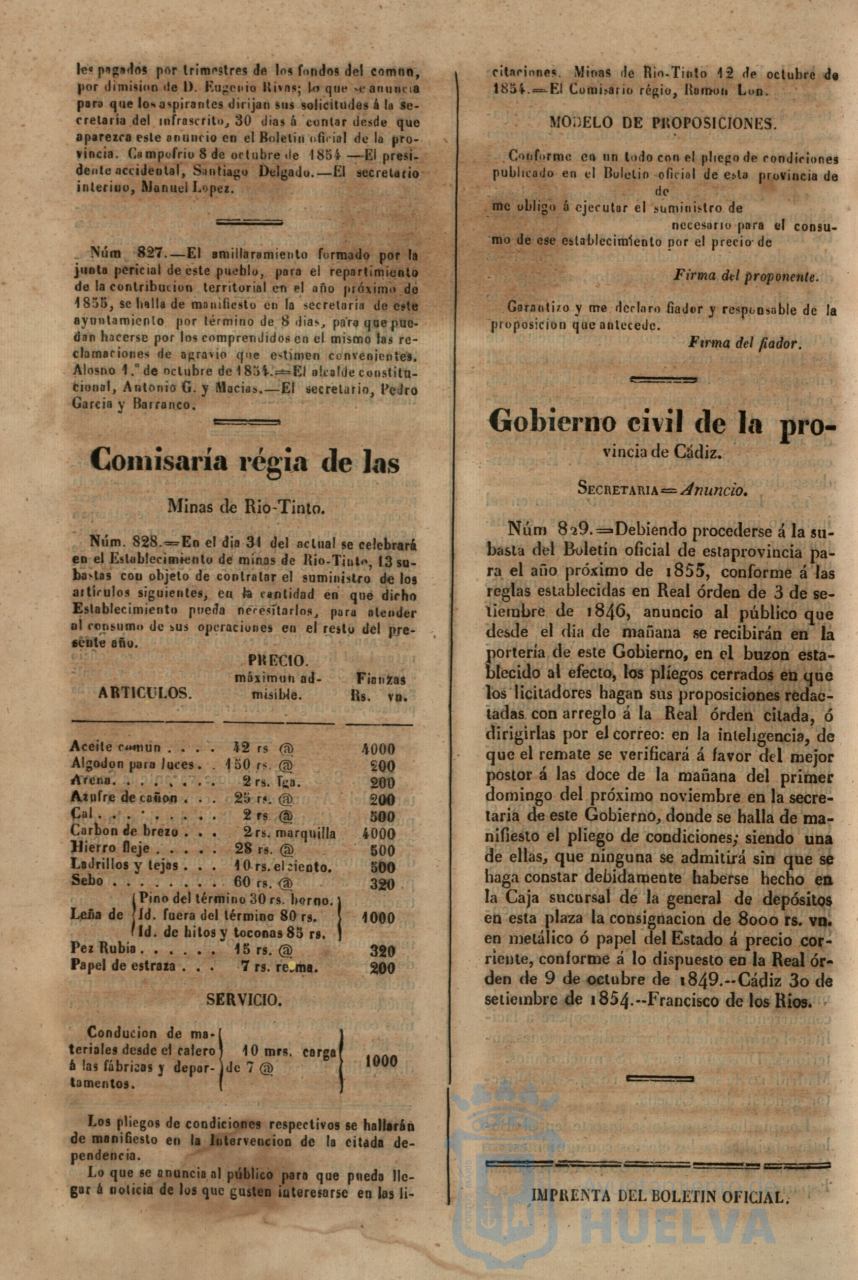 les pagados por trimestres de los fondos del comun,
por dimision de D. Eugenio Rivas; lo que se anuncia
para que los aspirantes dirijan sus solicitudes á la se-
cretaria del infrascrito, 30 dias á contar desde que
aparezca este anuncio en el Boletin oficial de la pro-
vincia. Campofrio 8 de octubre de 1854 —El presi-
dente accidental, Santiago Delgado.—El secretario
interino, Manuel Lopez.
Núm 827.—El amillaramiento formado por la
junta pericial de este pueblo, para el repartimiento
de la contribucion territorial en el año próximo de
1855, se halla de manifiesto en la secretaria de este
ayuntamiento por término de 8 dias, para que pue-
dan hacerse por los comprendidos en el mismo las re-
clamaciones de agravio que estimen convenientes.
Alosno 1.º de octubre de 1854.=El alcalde constitu-
cional, Antonio G. y Macias.—El secretario, Pedro
Garcia y Barranco.
Comisaría régia de las
Minas de Rio-Tinto.
Núm. 828.=En el dia 31 del actual se celebrará
en el Establecimiento de minas de Rio-Tinto, 13 su-
bastas con objeto de contratar el suministro de los
artículos siguientes, en la cantidad en que dicho
Establecimiento pueda necesitarlos, para atender
al consumo de sus operaciones en el resto del pre-
sente año.
PRECIO.
máximun ad- Fianzas
ARTICULOS. misible. Rs. vn.
Aceite comun . . . . 42 rs @ 4000
Algodon para luces. . 150 rs. @ 200
Arena. . . . . . . . 2 rs. fga. 200
Azufre de cañon . . . 25 rs. @ 200
Cal. . . . . . . . . 2 rs @ 500
Carbon de brezo . . . 2 rs. marquilla 4000
Hierro fleje . . . . . 28 rs. @ 500
Ladrillos y tejas . . . 10 rs. el ciento. 500
Sebo . . . . . . . . 60 rs. @ 320
Pino del término 30 rs. horno.
Leña de Id. fuera del término 80 rs. 1000
Id. de hitos y toconas 85 rs.
Pez Rubia . . . . . . 15 rs. @ 320
Papel de estraza . . . 7 rs. resma. 200
SERVICIO.
Conducion de ma-
teriales desde el calero 10 mrs. carga
á las fábricas y depar- de 7 @ 1000
tamentos.
Los pliegos de condiciones respectivos se hallarán
de manifiesto en la Intervencion de la citada de-
pendencia.
Lo que se anuncia al público para que pueda lle-
gar á noticia de los que gusten interesarse en las li-
citaciones. Minas de Rio-Tinto 12 de octubre de
1854.=El Comisario régio, Ramon Lon.
MODELO DE PROPOSICIONES.
Conforme en un todo con el pliego de condiciones
publicado en el Boletin oficial de esta provincia de
de
me obligo á ejecutar el suministro de
necesario para el consu-
mo de ese establecimiento por el precio de
Firma del proponente.
Garantizo y me declaro fiador y responsable de la
proposicion que antecede.
Firma del fiador.
Gobierno civil de la pro-
vincia de Cádiz.
SECRETARIA=Anuncio.
Núm 829.=Debiendo procederse á la su-
basta del Boletin oficial de estaprovincia pa-
ra el año próximo de 1855, conforme á las
reglas establecidas en Real órden de 3 de se-
tiembre de 1846, anuncio al público que
desde el dia de mañana se recibirán en la
portería de este Gobierno, en el buzon esta-
blecido al efecto, los pliegos cerrados en que
los licitadores hagan sus proposiciones redac-
tadas con arreglo á la Real órden citada, ó
dirigirlas por el correo: en la inteligencia, de
que el remate se verificará á favor del mejor
postor á las doce de la mañana del primer
domingo del próximo noviembre en la secre-
taria de este Gobierno, donde se halla de ma-
nifiesto el pliego de condiciones; siendo una
de ellas, que ninguna se admitirá sin que se
haga constar debidamente haberse hecho en
la Caja sucursal de la general de depósitos
en esta plaza la consignacion de 8000 rs. vn.
en metálico ó papel del Estado á precio cor-
riente, conforme á lo dispuesto en la Real ór-
den de 9 de octubre de 1849.--Cádiz 30 de
setiembre de 1854.--Francisco de los Rios.
IMPRENTA DEL BOLETIN OFICIAL.
HUELVA